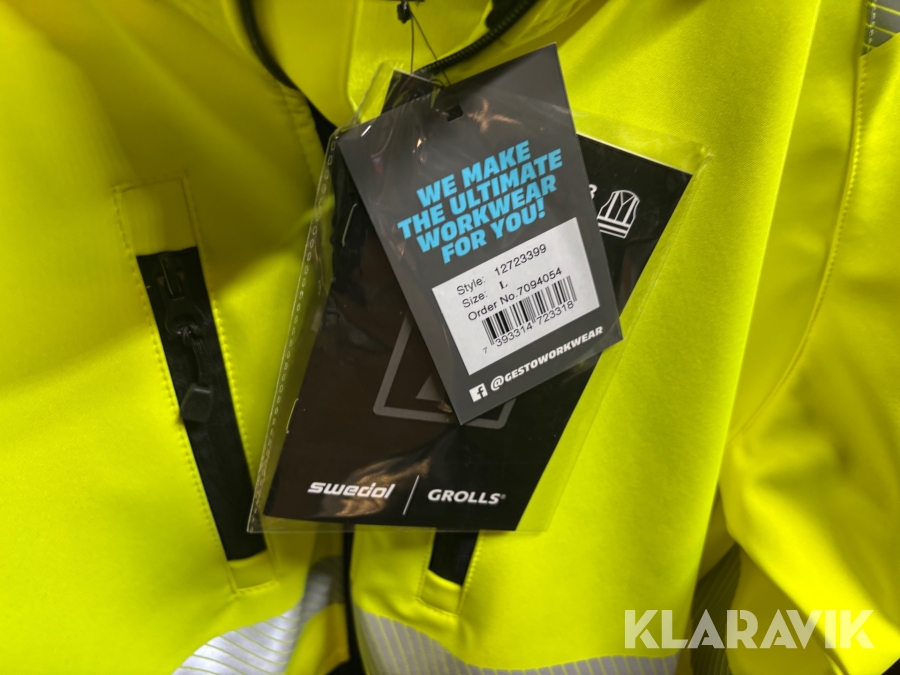 WE MAKE
THE ULTIMATE
WORKWEAR
FOR YOU!
Style: 12723399
Size: L
Order No.7094054
7 393314 723318
@GESTOWORKWEAR
swedol | GROLLS®
KLARAVIK